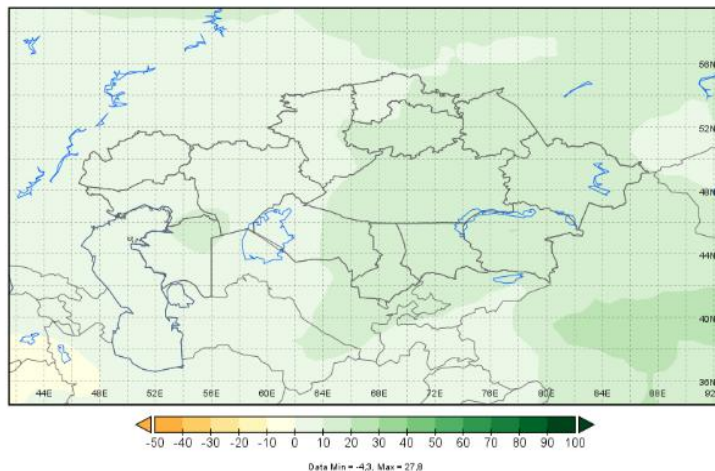 56N
52N
48N
44N
40N
36N
44E 48E 52E 56E 60E 64E 68E 72E 76E 80E 84E 88E 92
-50 -40 -30 -20 -10 0 10 20 30 40 50 60 70 80 90 100
Data Min = -4,3, Max = 27,8